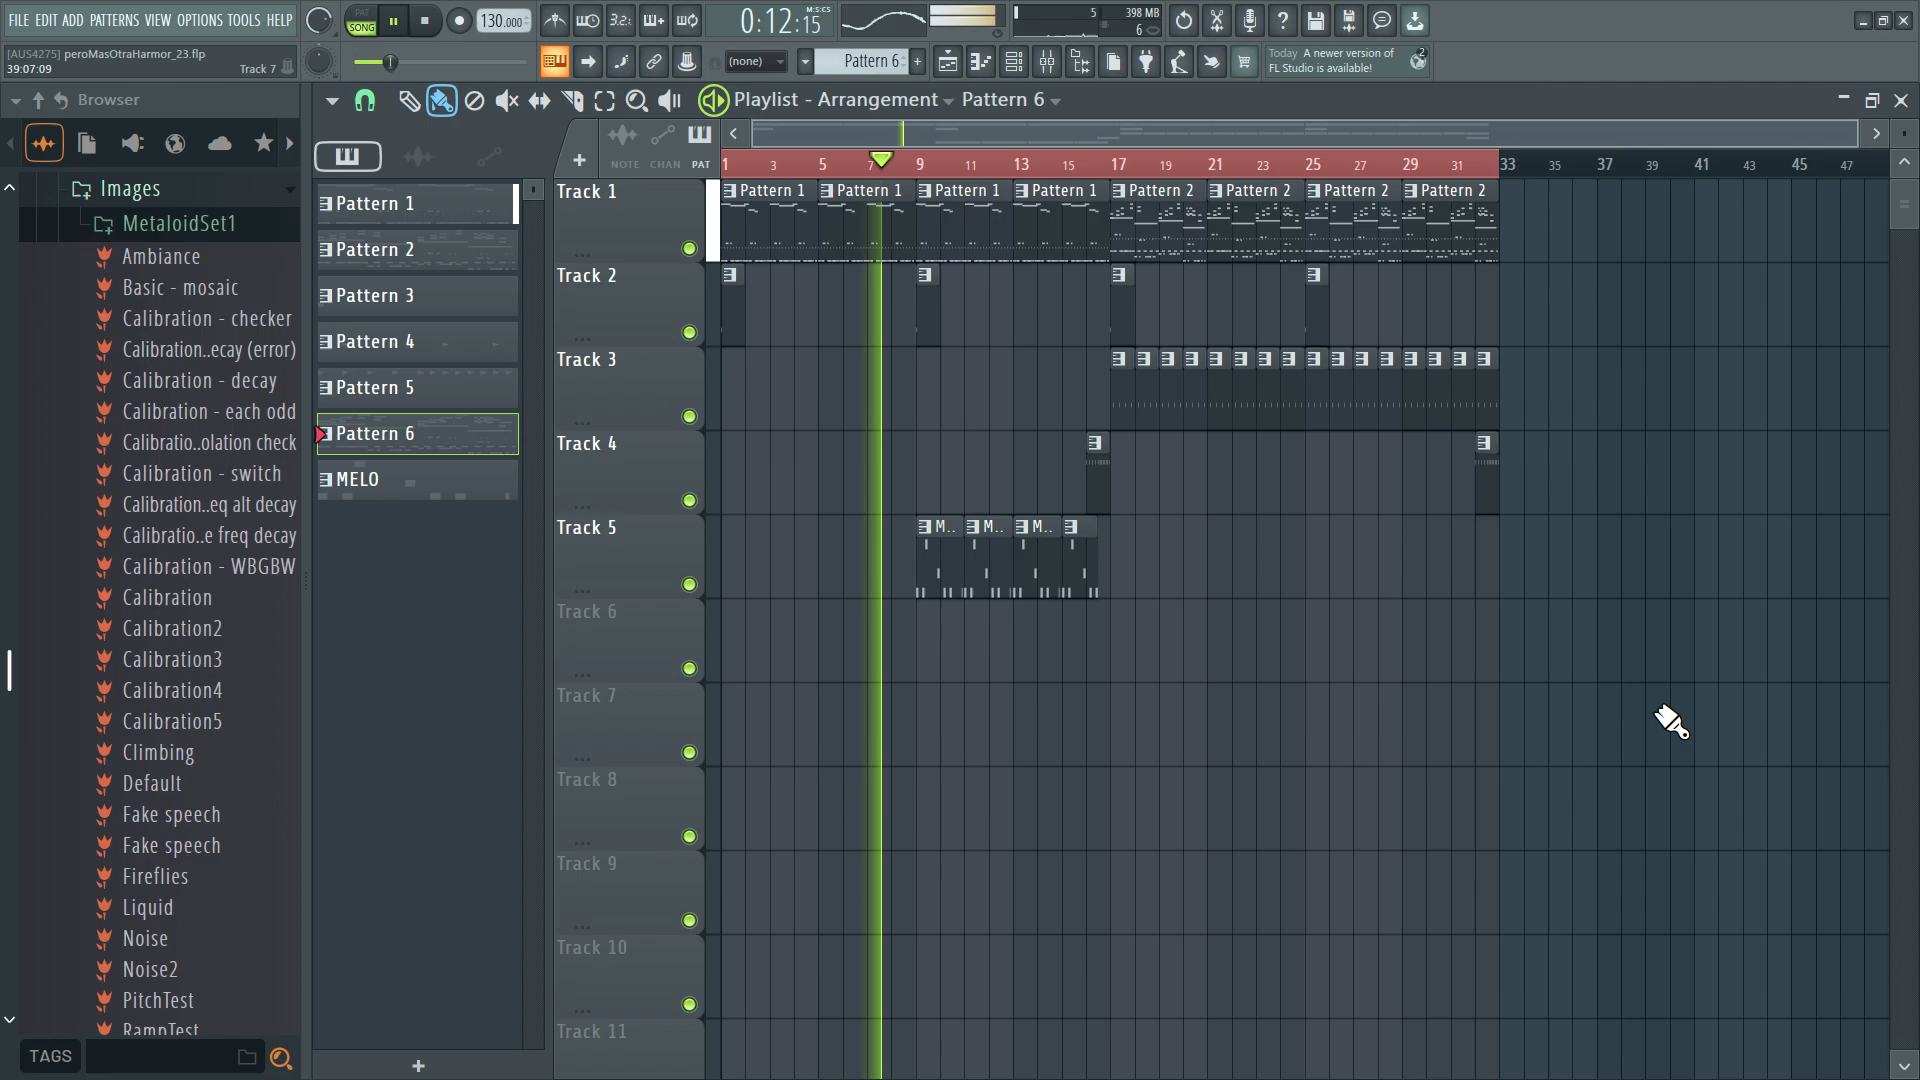 FILE EDIT ADD PATTERNS VIEW OPTIONS TOOLS HELP
PAT
SONG
130.000
3.2.
0:12:15
M:S:CS
5
398 MB
6
[AUS4275] peroMasOtraHarmor_23.flp
39:07:09
Track 7
(none)
Pattern 6
Today A newer version of
FL Studio is available!
2
Browser
Playlist - Arrangement
Pattern 6
NOTE CHAN PAT
1 3 5 7 9 11 13 15 17 19 21 23 25 27 29 31 33 35 37 39 41 43 45 47
Images
MetaloidSet1
Ambiance
Basic - mosaic
Calibration - checker
Calibration..ecay (error)
Calibration - decay
Calibration - each odd
Calibratio..olation check
Calibration - switch
Calibration..eq alt decay
Calibratio..e freq decay
Calibration - WBGBW
Calibration
Calibration2
Calibration3
Calibration4
Calibration5
Climbing
Default
Fake speech
Fake speech
Fireflies
Liquid
Noise
Noise2
PitchTest
RampTest
TAGS
Pattern 1
Pattern 2
Pattern 3
Pattern 4
Pattern 5
Pattern 6
MELO
Track 1
Pattern 1 Pattern 1 Pattern 1 Pattern 1 Pattern 2 Pattern 2 Pattern 2 Pattern 2
Track 2
Track 3
Track 4
Track 5
M.. M.. M..
Track 6
Track 7
Track 8
Track 9
Track 10
Track 11